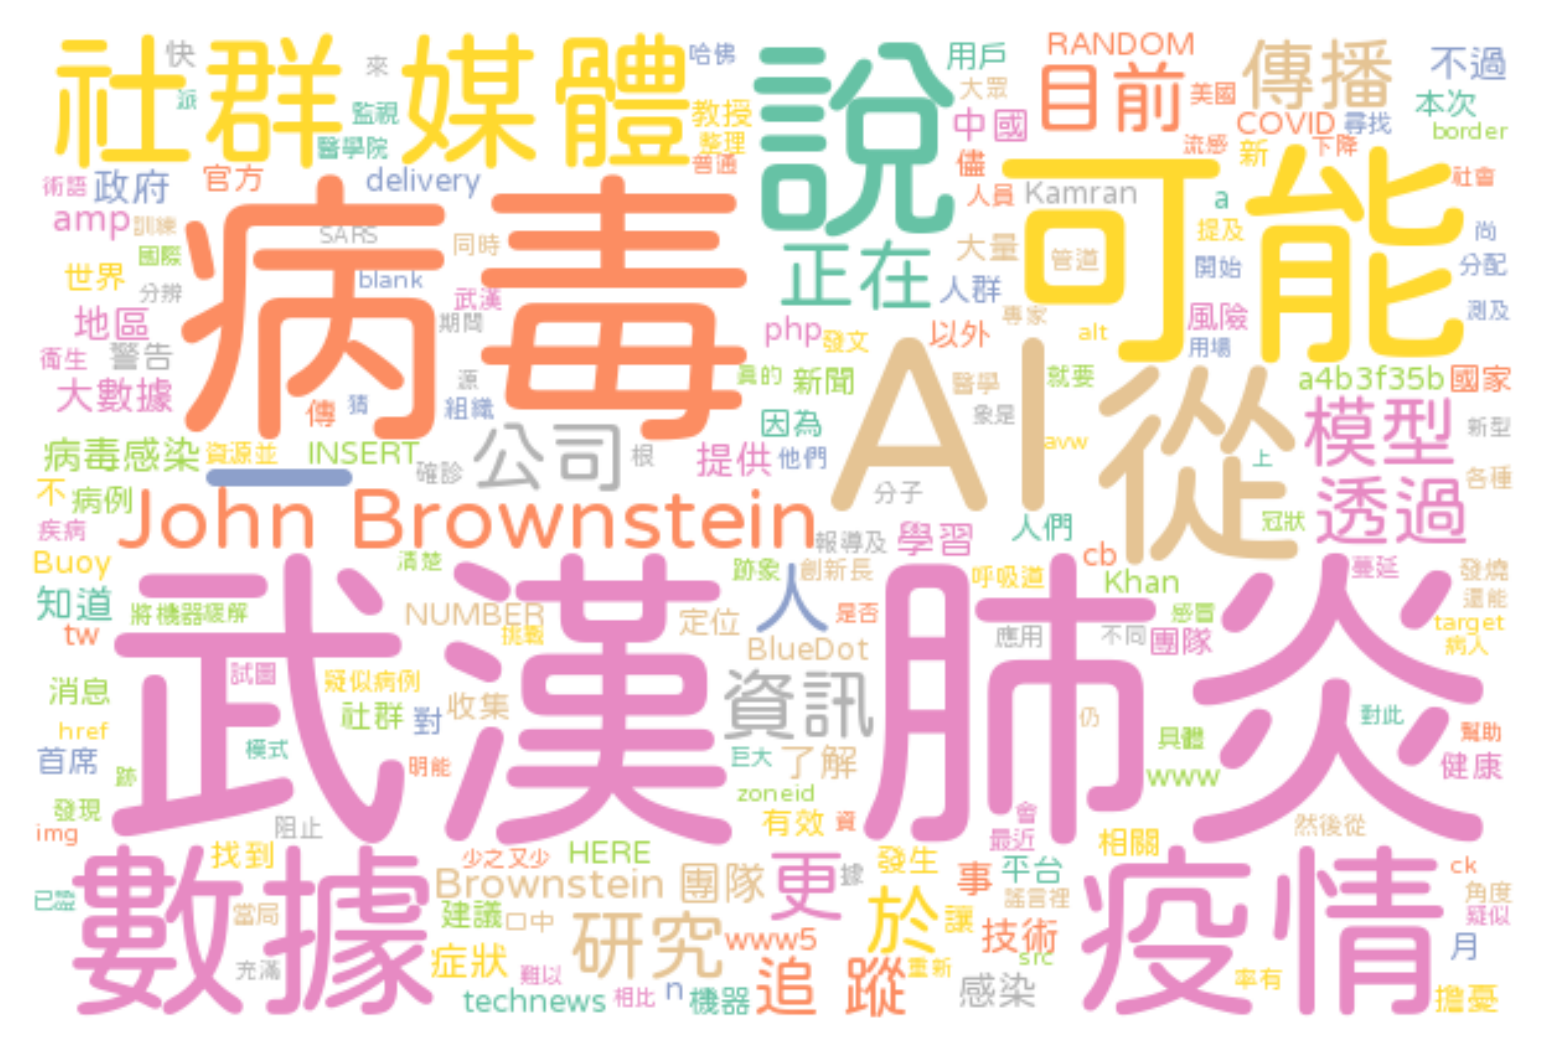 社群媒體
快
派
來
監視
醫學院
哈佛
教授
整理
普通
說
用戶
大眾
中國
儘
RANDOM
目前
美國
傳播
COVID
尋找
流感
新
下降
不過
本次
border
術語
政府
官方
delivery
amp
訓練
病毒
SARS
同時
國際
世界
分辨
blank
武漢
地區
期間
衛生
警告
大數據
傳
猜
源
組織
正在
大量
人員
Kamran
人群
可能
管道
a
提及
開始
社會
尚
分配
測及
風險
用場
php
發文
以外
專家
alt
真的
新聞
AI
醫學
就要
象是
從
a4b3f35b
國家
因為
模型
新型
病毒感染
資源並
INSERT
確診
公司
根
提供
他們
avw
上
各種
不
病例
疾病
John Brownstein
分子
透過
報導及
學習
人們
冠狀
Buoy
清楚
跡象
創新長
人
呼吸道
cb
Khan
蔓延
發燒
還能
知道
將機器
緩解
NUMBER
挑戰
定位
是否
感冒
target
tw
武漢肺炎
BlueDot
應用
不同
團隊
病人
試圖
疑似病例
消息
社群
對
收集
資訊
仍
對此
href
首席
模式
明能
巨大
了解
具體
幫助
健康
跡
www
zoneid
發現
img
阻止
有效
資
會
最近
相關
然後從
數據
找到
少之又少
HERE
Brownstein 團隊
更
據
發生
事
平台
疫情
ck
已證
當局
建議
口中
研究
於
讓
謠言裡
角度
疑似
症狀
www5
技術
月
充滿
難以
追蹤
重新
src
率有
technews
相比
n
機器
感染
擔憂